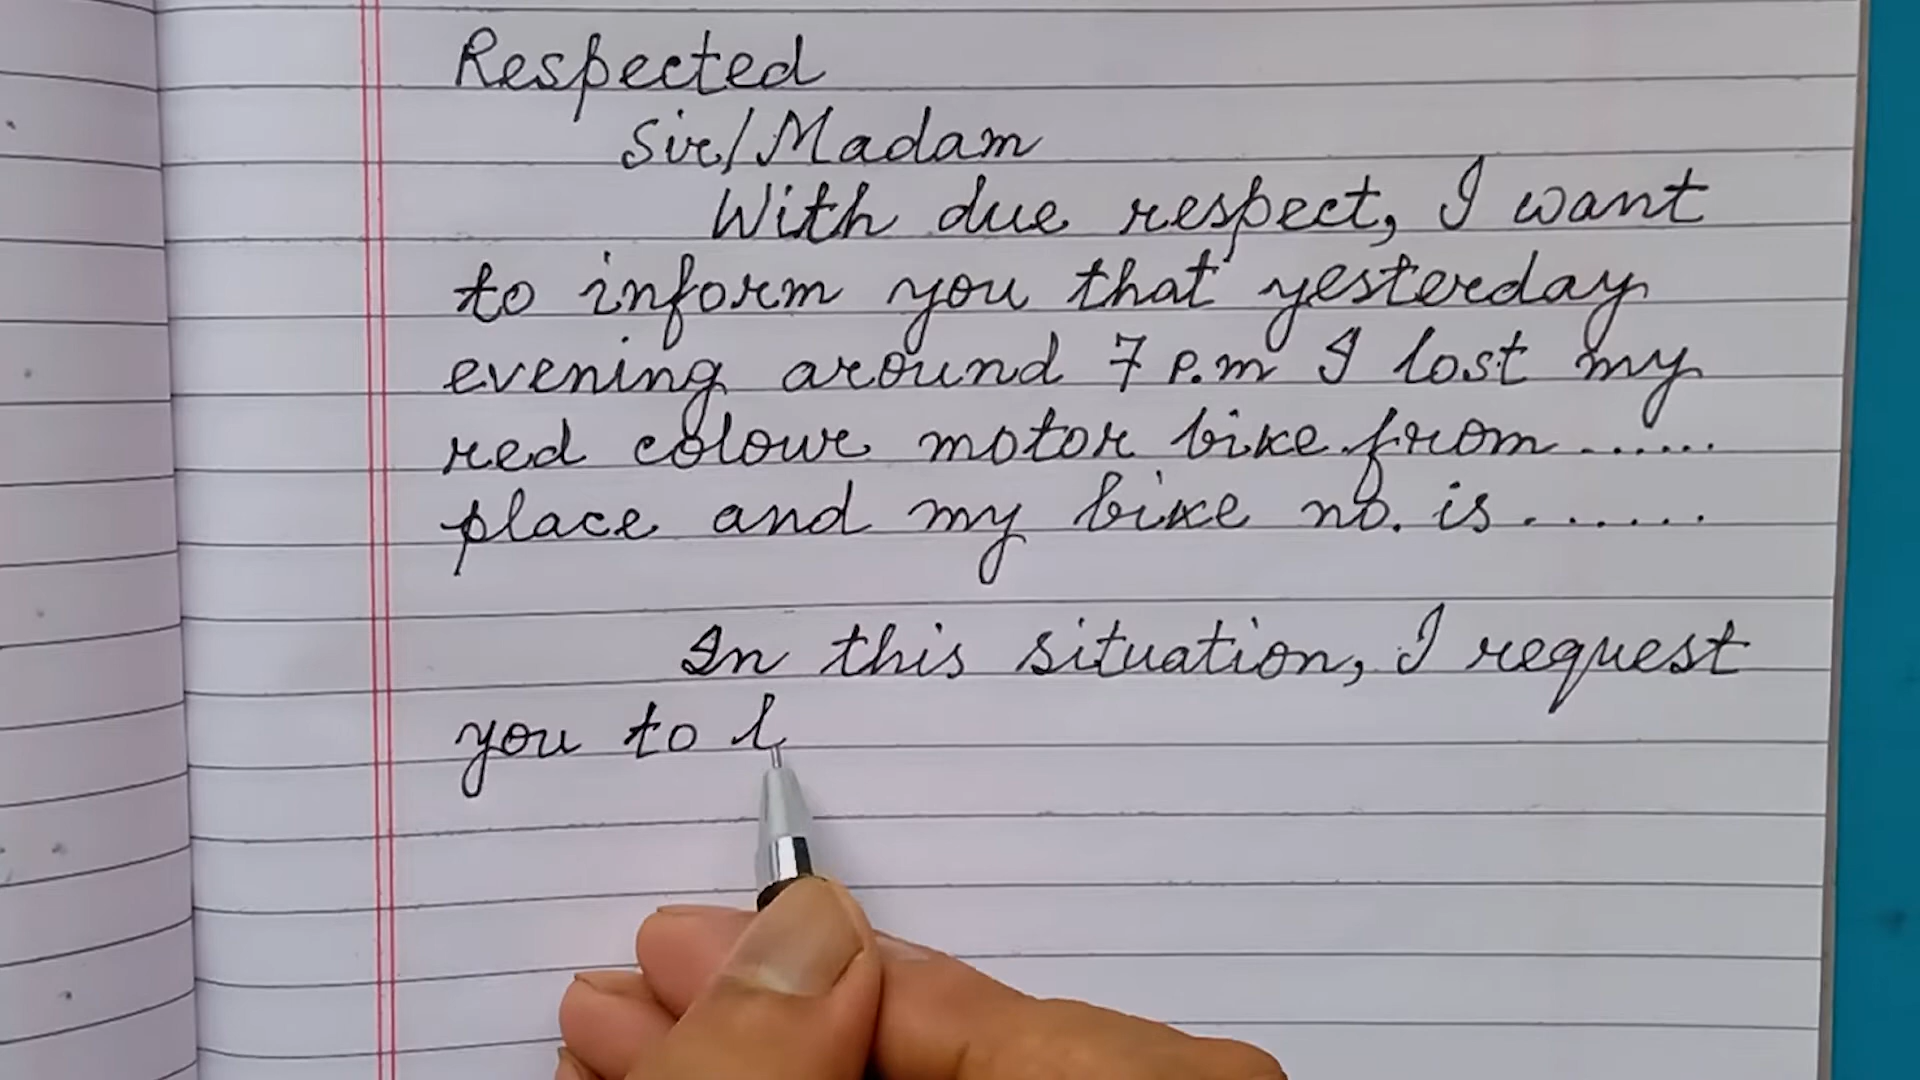 Respected
Sir/Madam
With due respect, I want
to inform you that yesterday
evening around 7 P.m I lost my
red colour motor bike from ......
place and my bike no. is . ......
In this situation, I request
you to l